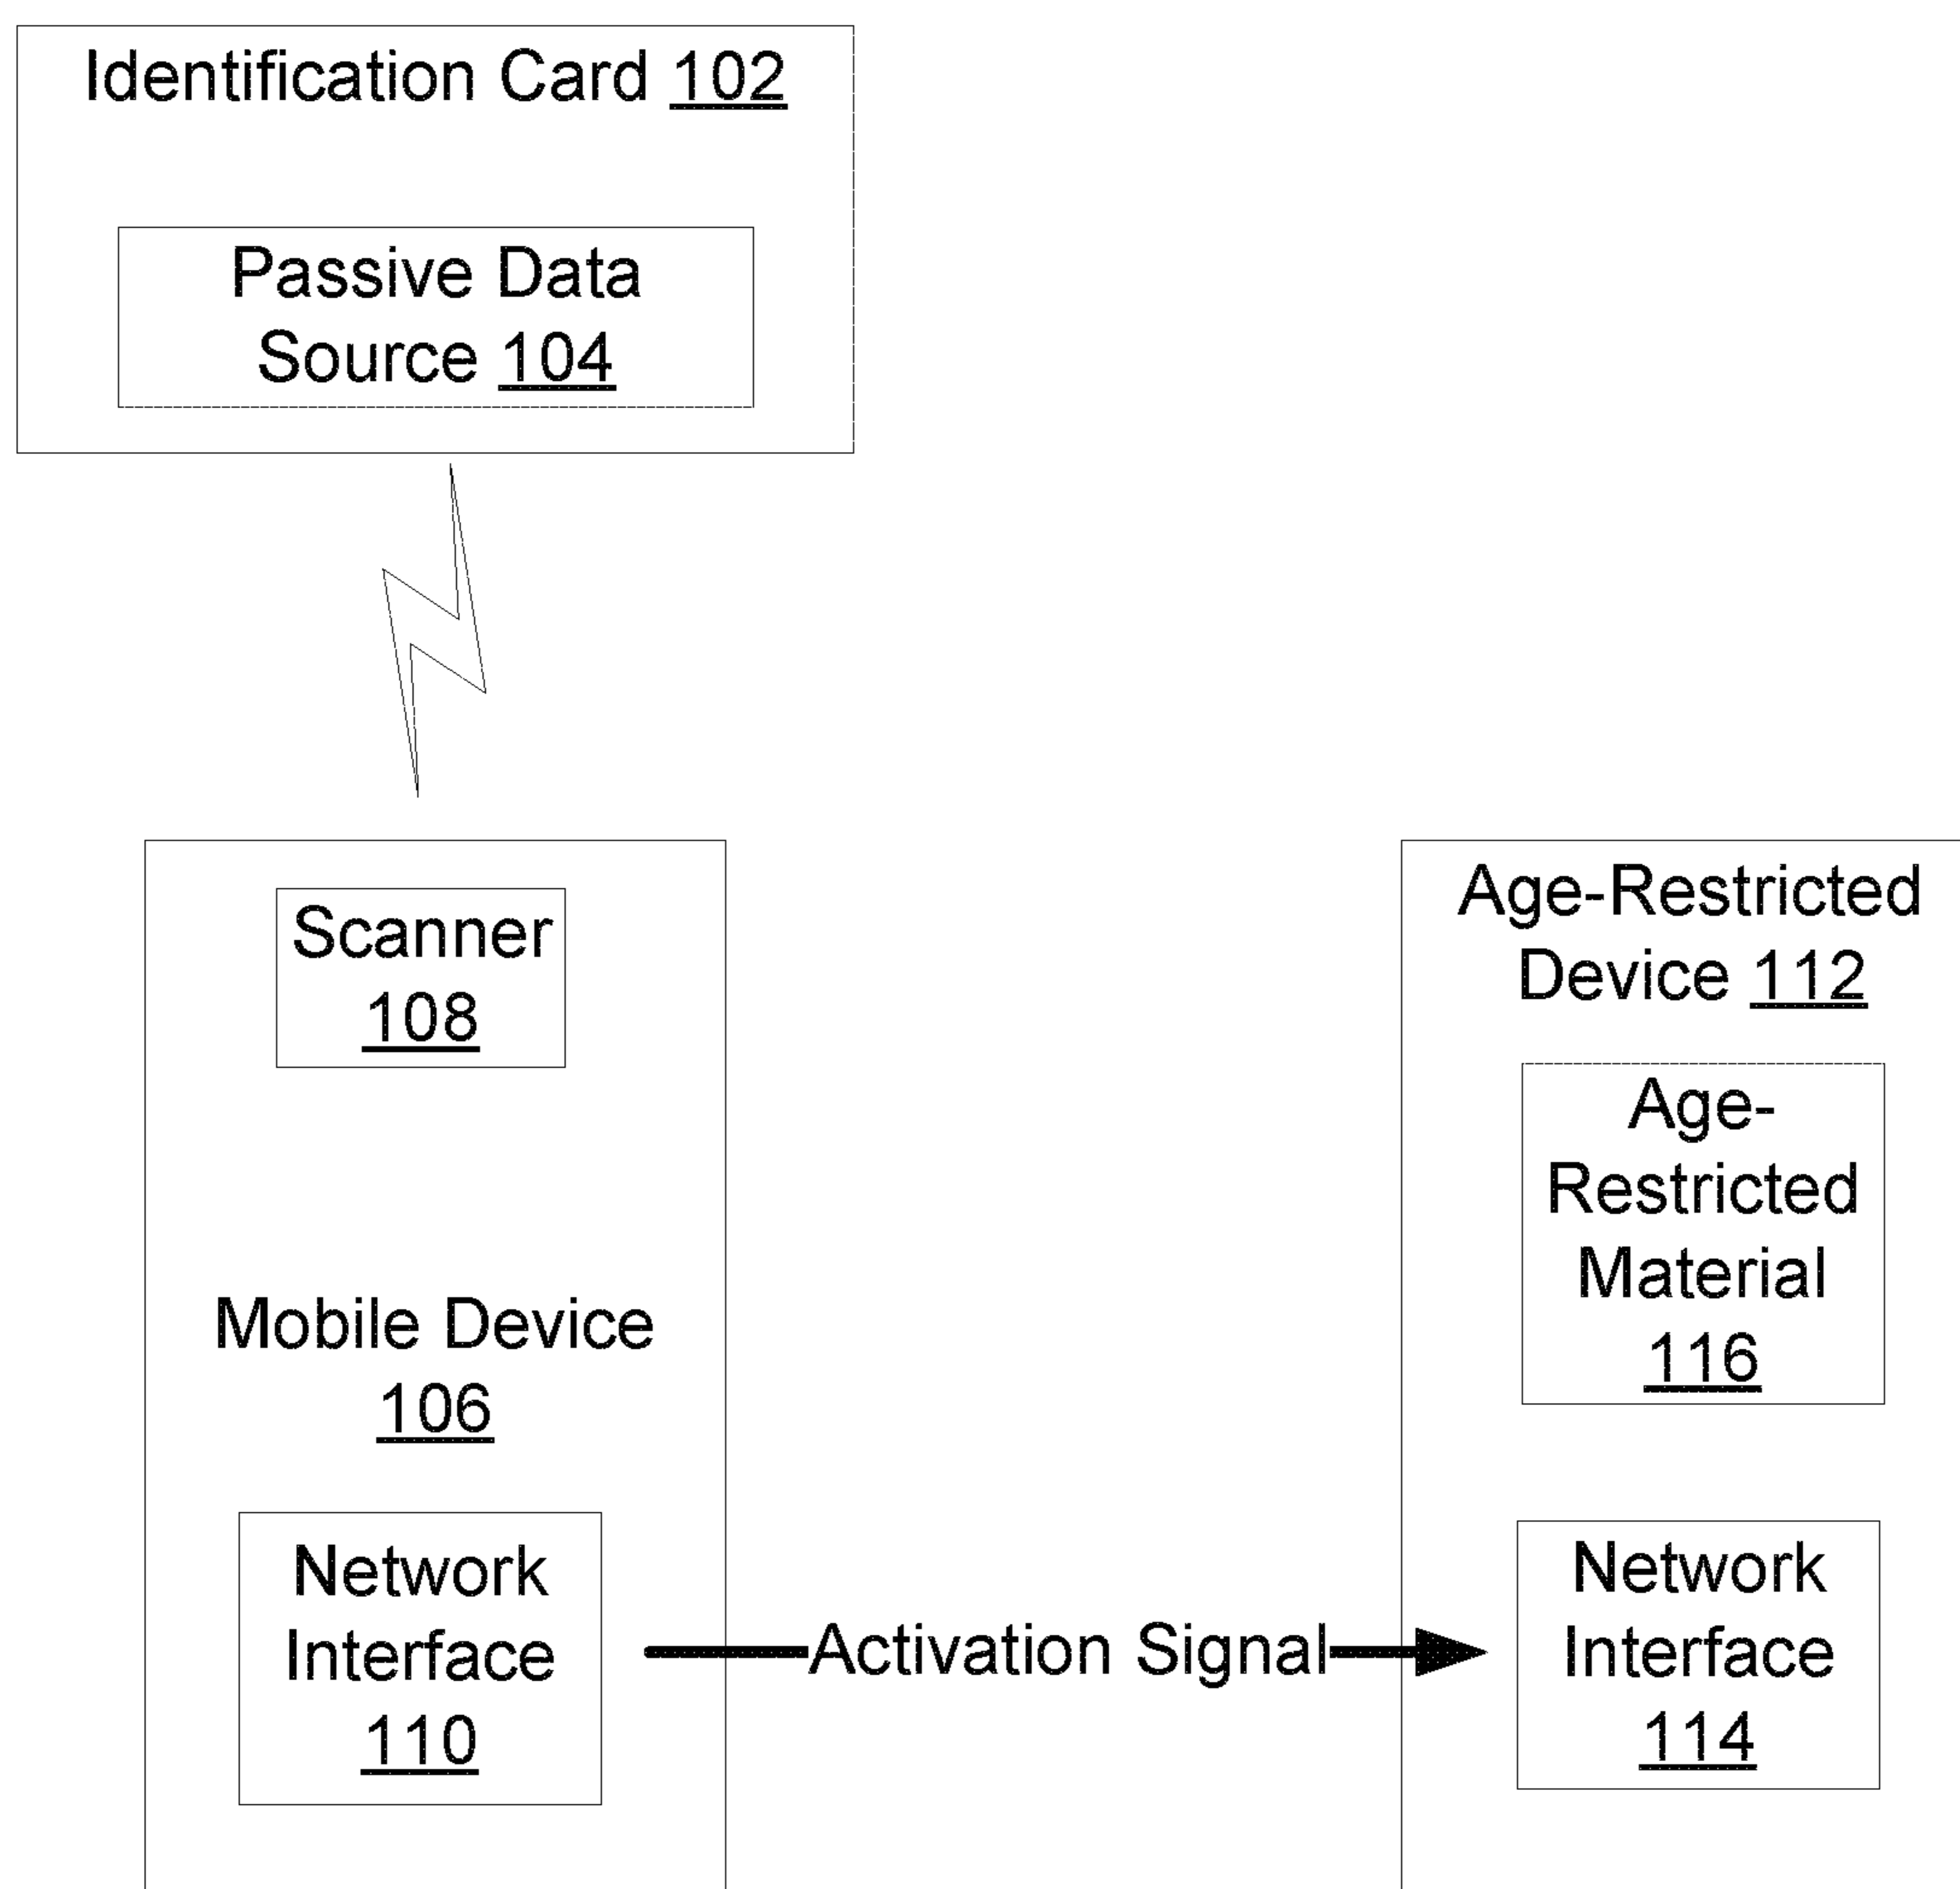 Identification Card 102
Passive Data
Source 104
Scanner
108
Mobile Device
106
Network
Interface
110
Activation Signal
Age-Restricted
Device 112
Age-
Restricted
Material
116
Network
Interface
114